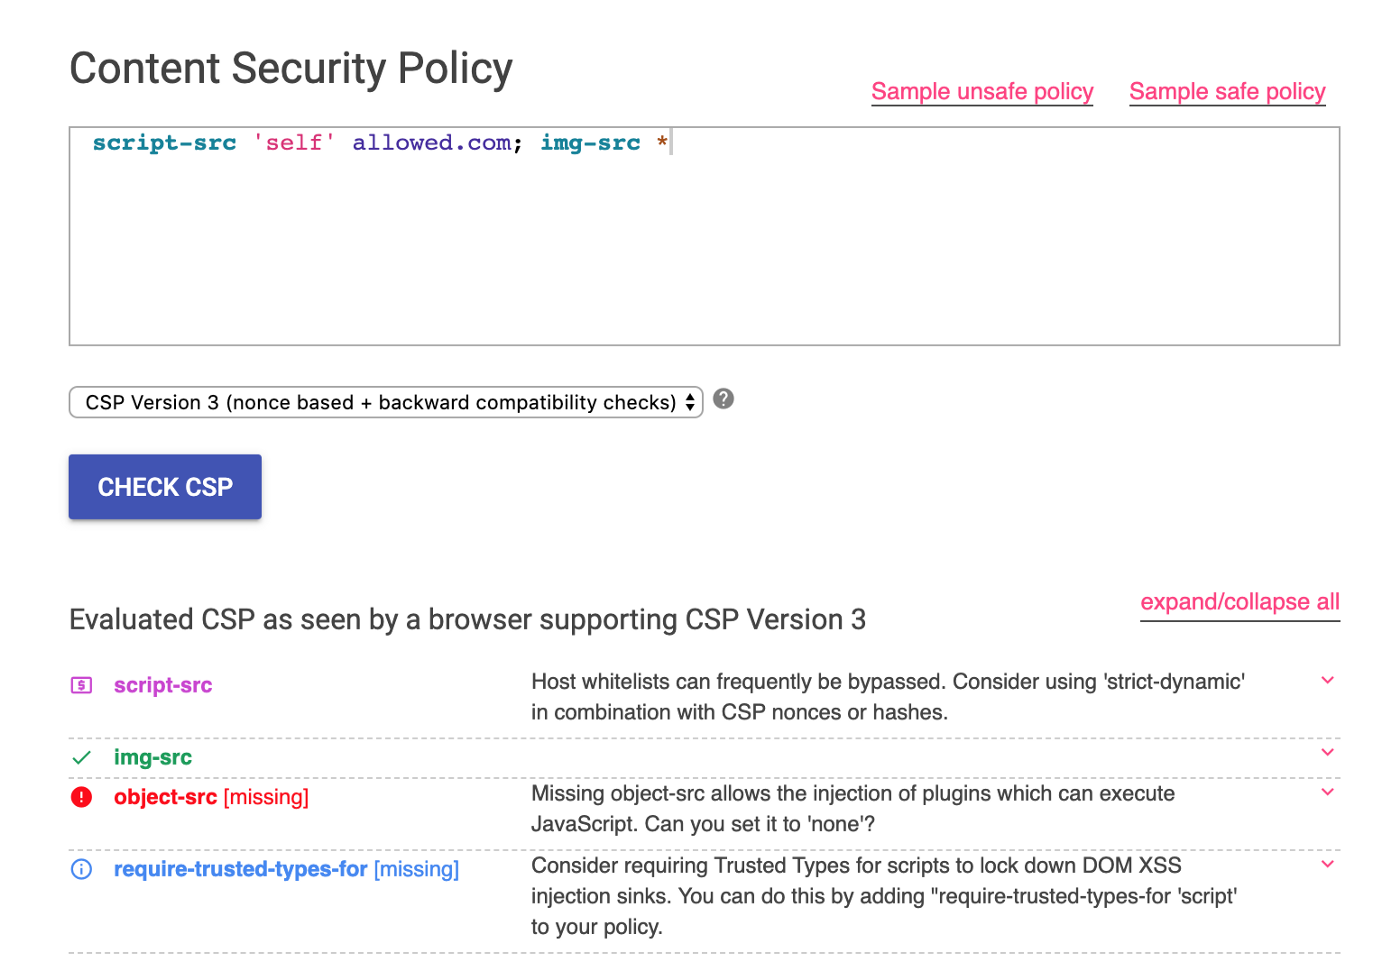 Content Security Policy
Sample unsafe policy
Sample safe policy
script-src 'self' allowed.com; img-src *
CSP Version 3 (nonce based + backward compatibility checks)
?
CHECK CSP
expand/collapse all
Evaluated CSP as seen by a browser supporting CSP Version 3
script-src
Host whitelists can frequently be bypassed. Consider using 'strict-dynamic'
in combination with CSP nonces or hashes.
img-src
object-src [missing]
Missing object-src allows the injection of plugins which can execute
JavaScript. Can you set it to 'none'?
require-trusted-types-for [missing]
Consider requiring Trusted Types for scripts to lock down DOM XSS
injection sinks. You can do this by adding "require-trusted-types-for 'script'
to your policy.